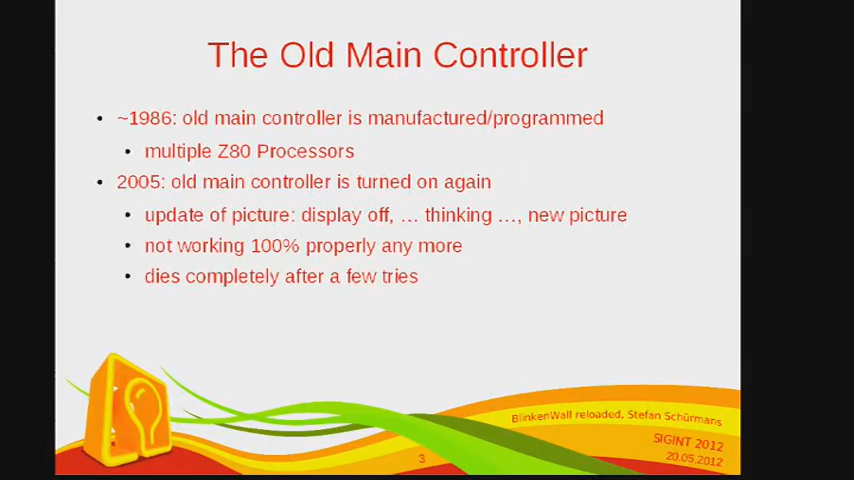 The Old Main Controller
• ~1986: old main controller is manufactured/programmed
• multiple Z80 Processors
• 2005: old main controller is turned on again
• update of picture: display off, … thinking …, new picture
• not working 100% properly any more
• dies completely after a few tries
BlinkenWall reloaded, Stefan Schürmans
SIGINT 2012
3
20.05.2012